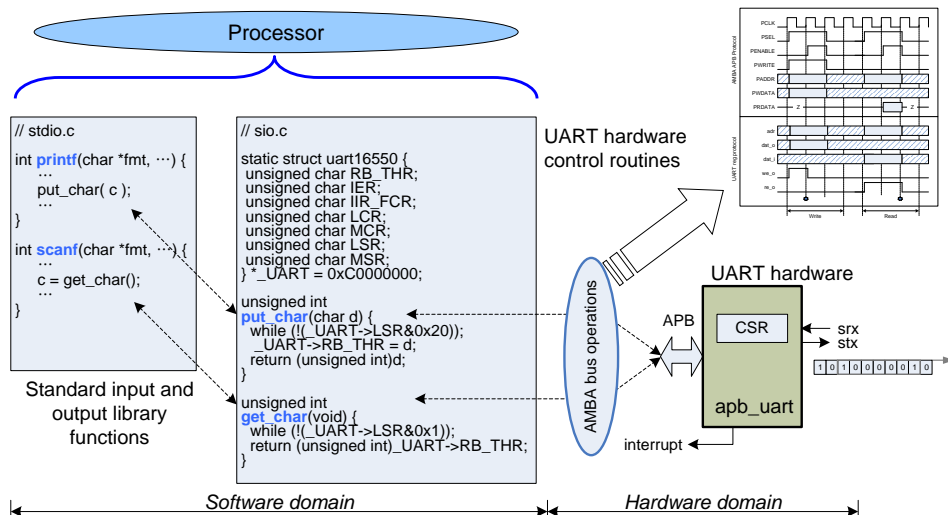 Processor
// stdio.c
int printf(char *fmt, …) {
…
put_char( c );
…
}
int scanf(char *fmt, …) {
…
c = get_char();
…
}
Standard input and
output library
functions
// sio.c
static struct uart16550 {
unsigned char RB_THR;
unsigned char IER;
unsigned char IIR_FCR;
unsigned char LCR;
unsigned char MCR;
unsigned char LSR;
unsigned char MSR;
} *_UART = 0xC0000000;
unsigned int
put_char(char d) {
while (!(_UART->LSR&0x20));
_UART->RB_THR = d;
return (unsigned int)d;
}
unsigned int
get_char(void) {
while (!(_UART->LSR&0x1));
return (unsigned int)_UART->RB_THR;
}
UART hardware
control routines
AMBA bus operations
AMBA APB Protocol
PCLK
PSEL
PENABLE
PWRITE
PADDR
PWDATA
PRDATA
Z
Z
UART reg protocol
adr
dat_o
dat_i
we_o
re_o
Write
Read
UART hardware
APB
CSR
srx
stx
1 0 1 0 0 0 0 0 1 0
apb_uart
interrupt
Software domain
Hardware domain